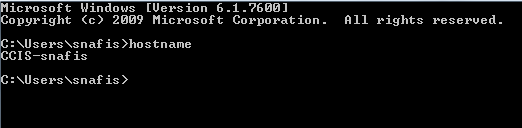 Microsoft Windows [Version 6.1.7600]
Copyright (c) 2009 Microsoft Corporation.  All rights reserved.
C:\Users\snafis>hostname
CCIS-snafis
C:\Users\snafis>